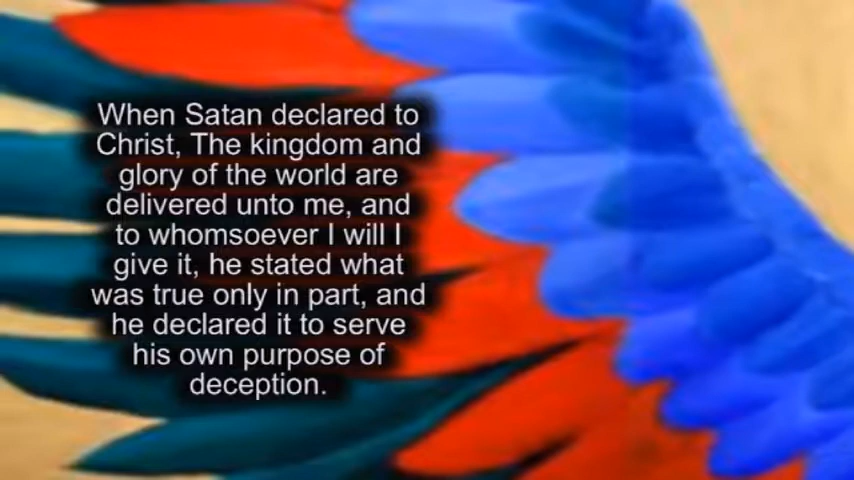 When Satan declared to
Christ, The kingdom and
glory of the world are
delivered unto me, and
to whomsoever I will I
give it, he stated what
was true only in part, and
he declared it to serve
his own purpose of
deception.